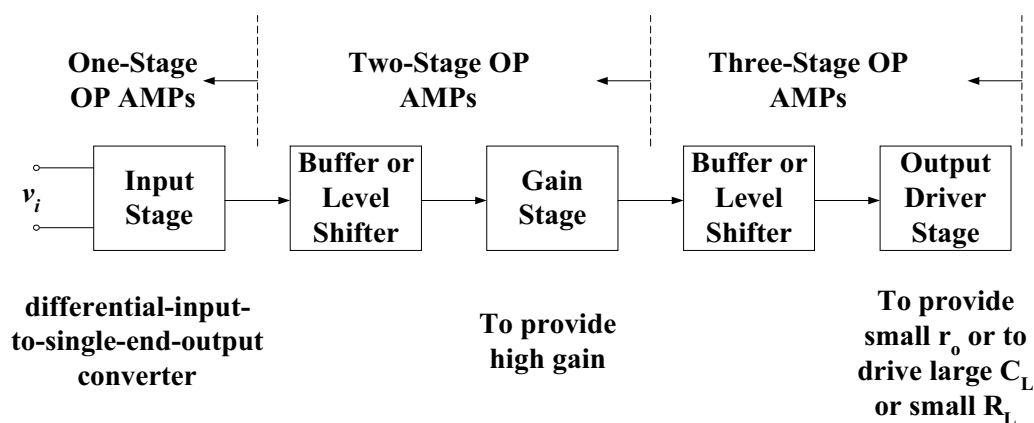 One-Stage
OP AMPs
Two-Stage OP
AMPs
Three-Stage OP
AMPs
v_i
Input
Stage
Buffer or
Level
Shifter
Gain
Stage
Buffer or
Level
Shifter
Output
Driver
Stage
differential-input-
to-single-end-output
converter
To provide
high gain
To provide
small r_o or to
drive large C_L
or small R_L